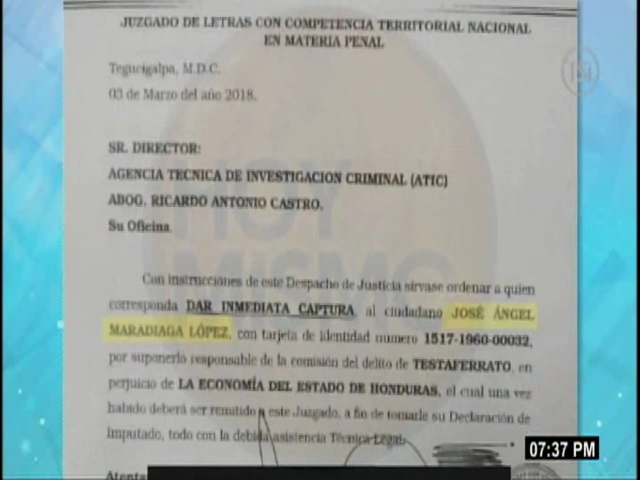 JUZGADO DE LETRAS CON COMPETENCIA TERRITORIAL NACIONAL
EN MATERIA PENAL
Tegucigalpa, M.D.C.
03 de Marzo del año 2018.
SR. DIRECTOR:
AGENCIA TECNICA DE INVESTIGACION CRIMINAL (ATIC)
ABOG. RICARDO ANTONIO CASTRO.
Su Oficina.
HOY
MISMO
Con instrucciones de este Despacho de Justicia sírvase ordenar a quien
corresponda DAR INMEDIATA CAPTURA, al ciudadano JOSÉ ÁNGEL
MARADIAGA LÓPEZ, con tarjeta de identidad numero 1517-1960-00032,
por suponerlo responsable de la comisión del delito de TESTAFERRATO, en
perjuicio de LA ECONOMÍA DEL ESTADO DE HONDURAS, el cual una vez
habido deberá ser remitido a este Juzgado, a fin de tomarle su Declaración de
Imputado, todo con la debida asistencia Técnica Legal.
07:37 PM